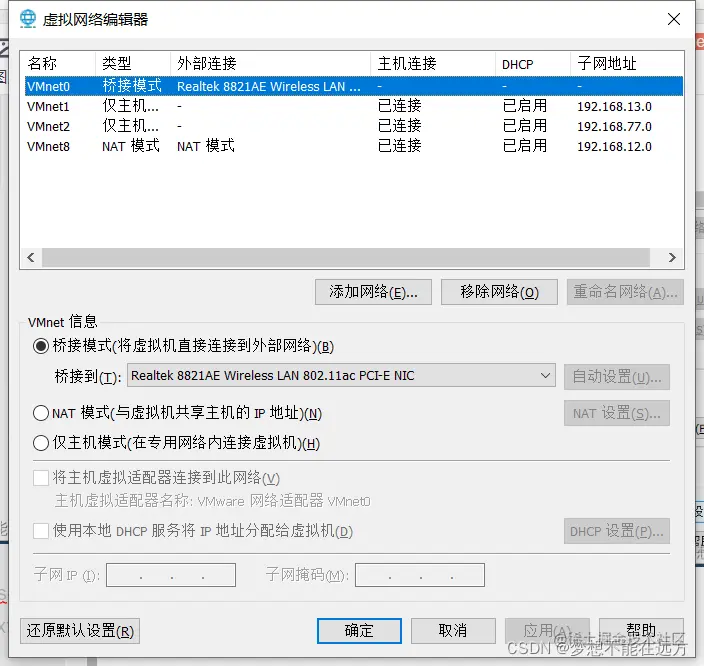 虚拟网络编辑器
名称 类型 外部连接 主机连接 DHCP 子网地址
VMnet0 桥接模式 Realtek 8821AE Wireless LAN ... - - -
VMnet1 仅主机... - 已连接 已启用 192.168.13.0
VMnet2 仅主机... - 已连接 已启用 192.168.77.0
VMnet8 NAT 模式 NAT 模式 已连接 已启用 192.168.12.0
添加网络(E)... 移除网络(O) 重命名网络(A)...
VMnet 信息
桥接模式(将虚拟机直接连接到外部网络)(B)
桥接到(T): Realtek 8821AE Wireless LAN 802.11ac PCI-E NIC 自动设置(U)...
NAT 模式(与虚拟机共享主机的 IP 地址)(N) NAT 设置(S)...
仅主机模式(在专用网络内连接虚拟机)(H)
将主机虚拟适配器连接到此网络(V)
主机虚拟适配器名称: VMware 网络适配器 VMnet0
使用本地 DHCP 服务将 IP 地址分配给虚拟机(D) DHCP 设置(P)...
子网 IP (I): . . . 子网掩码(M): . . .
还原默认设置(R) 确定 取消 应用(A) 帮助
@稀土掘金技术社区
CSDN @梦想不能在远方